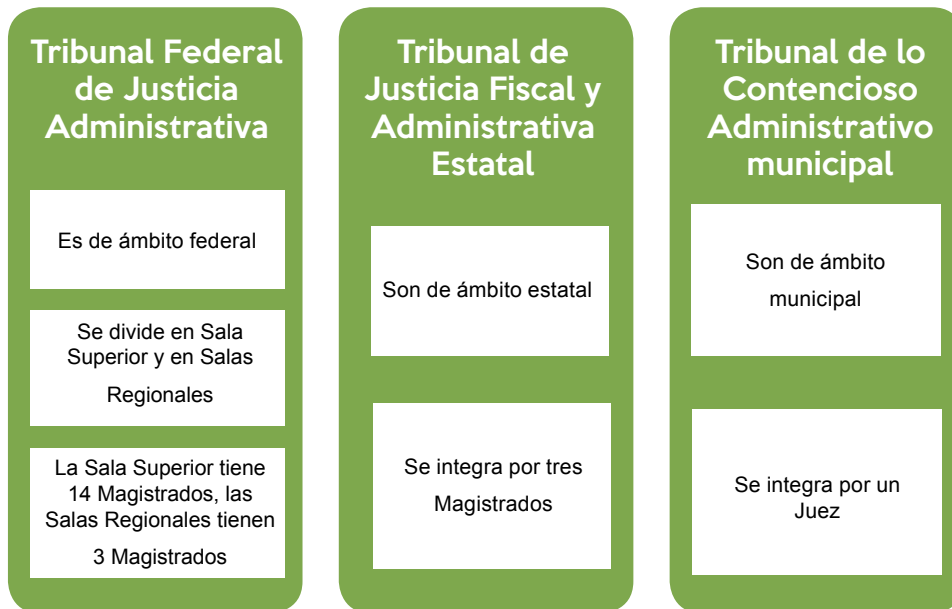 Tribunal Federal
de Justicia
Administrativa
Es de ámbito federal
Se divide en Sala
Superior y en Salas
Regionales
La Sala Superior tiene
14 Magistrados, las
Salas Regionales tienen
3 Magistrados
Tribunal de
Justicia Fiscal y
Administrativa
Estatal
Son de ámbito estatal
Se integra por tres
Magistrados
Tribunal de lo
Contencioso
Administrativo
municipal
Son de ámbito
municipal
Se integra por un
Juez